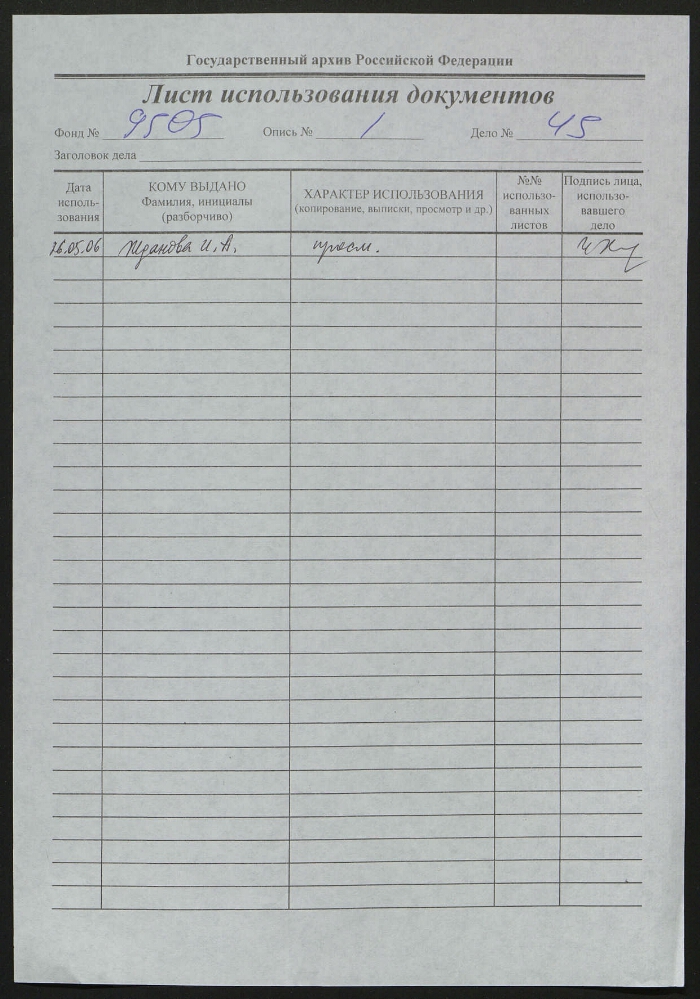 Государственный архив Российской Федерации
Лист использования документов
Фонд № 9505 Опись № 1 Дело № 45
Заголовок дела
Дата исполь-зования
КОМУ ВЫДАНО Фамилия, инициалы (разборчиво)
ХАРАКТЕР ИСПОЛЬЗОВАНИЯ (копирование, выписки, просмотр и др.)
№№ использо-ванных листов
Подпись лица, использо-вавшего дело
26.05.06 Жданова И.А. просм.